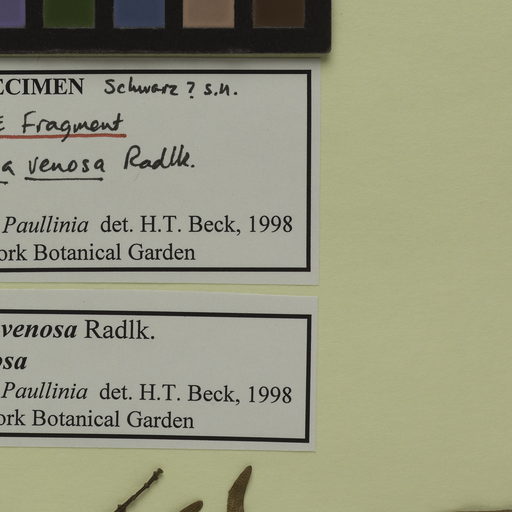 ECIMEN Schwarz? s.n.
E Fragment
a venosa Radlk.
Paullinia det. H.T. Beck, 1998
ork Botanical Garden
venosa Radlk.
osa
Paullinia det. H.T. Beck, 1998
ork Botanical Garden